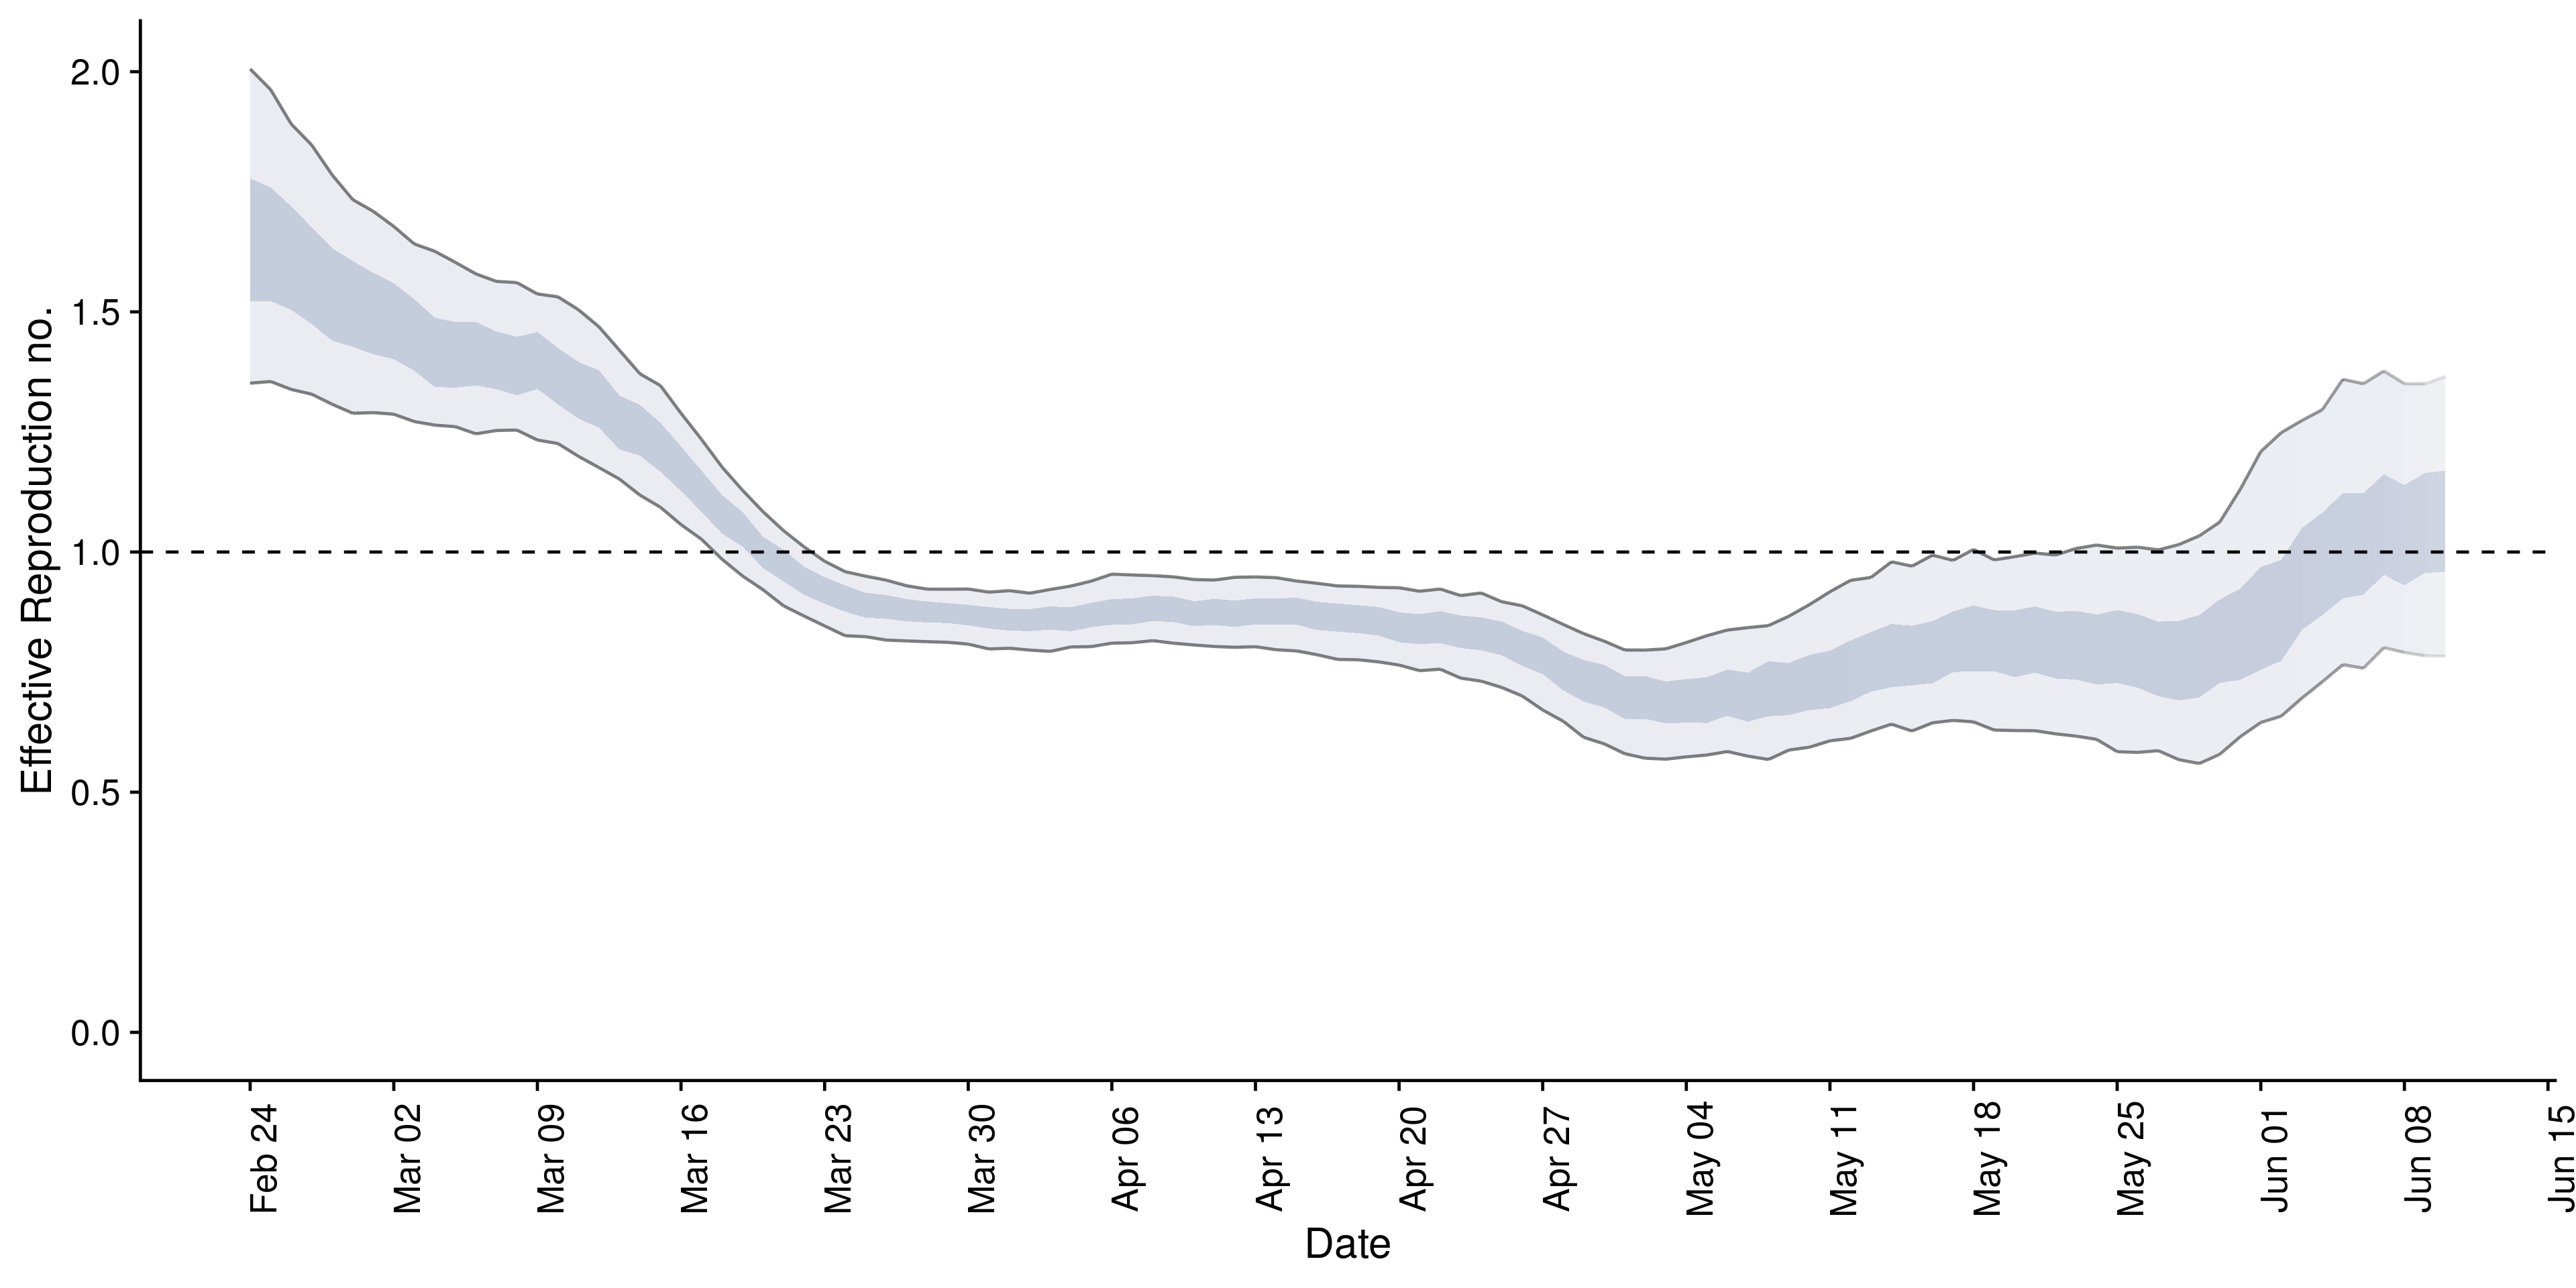 Effective Reproduction no.
2.0
1.5
1.0
0.5
0.0
Feb 24
Mar 02
Mar 09
Mar 16
Mar 23
Mar 30
Apr 06
Apr 13
Apr 20
Apr 27
May 04
May 11
May 18
May 25
Jun 01
Jun 08
Jun 15
Date